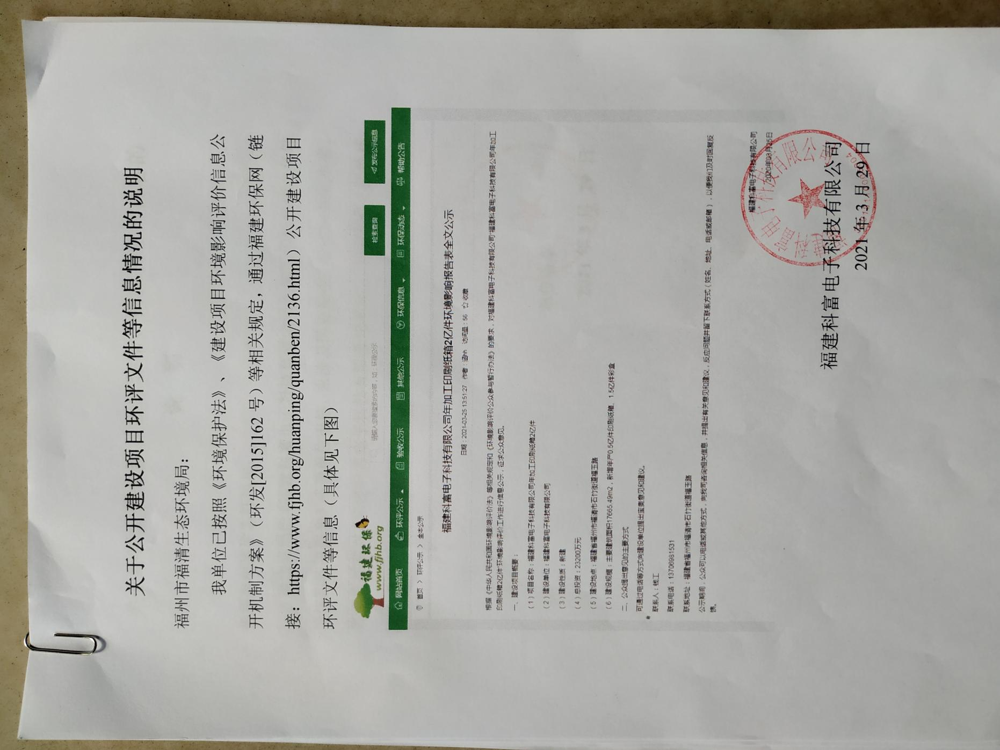 关于公开建设项目环评文件等信息情况的说明
福州市福清生态环境局：
我单位已按照《环境保护法》、《建设项目环境影响评价信息公
开机制方案》（环发[2015]162 号）等相关规定，通过福建环保网（链
接：https://www.fjhb.org/huanping/quanben/2136.html）公开建设项目
环评文件等信息（具体见下图）
福建环保
www.fjhb.org
检索查询
发布公示信息
网站首页 环评公示 验收公示 其他公示 环保信息 环保动态 帮助公告
首页 > 环评公示 > 全本公示
福建科富电子科技有限公司年加工印刷纸箱2亿件环境影响报告表全文公示
日期：2021-03-25 13:51:27 作者：涵hh 访问量：56 收藏
根据《中华人民共和国环境影响评价法》等相关规定和《环境影响评价公众参与暂行办法》的要求，对福建科富电子科技有限公司“福建科富电子科技有限公司年加工
印刷纸箱2亿件”环境影响评价工作进行信息公示，征求公众意见。
一、建设项目概要：
（1）项目名称：福建科富电子科技有限公司年加工印刷纸箱2亿件
（2）建设单位：福建科富电子科技有限公司
（3）建设性质：新建
（4）总投资：23200万元
（5）建设地点：福建省福州市福清市石竹街道福玉路
（6）建设规模：主要建筑面积17665.49m2，新增年产0.5亿件印刷纸箱、1.5亿件彩盒
二、公众提出意见的主要方式
可通过电话等方式向建设单位提出宝贵意见和建议。
联系人：钱工
联系电话：13706981531
联系地址：福建省福州市福清市石竹街道福玉路
公示期间，公众可以电话或其他方式，向我司咨询相关信息，并提出有关意见和建议，反应问题并留下联系方式（姓名、地址、电话或邮箱），以便我们及时回复反
馈。
福建科富电子科技有限公司
2020年03月25日
福建科富电子科技有限公司
2021 年 3 月 29 日